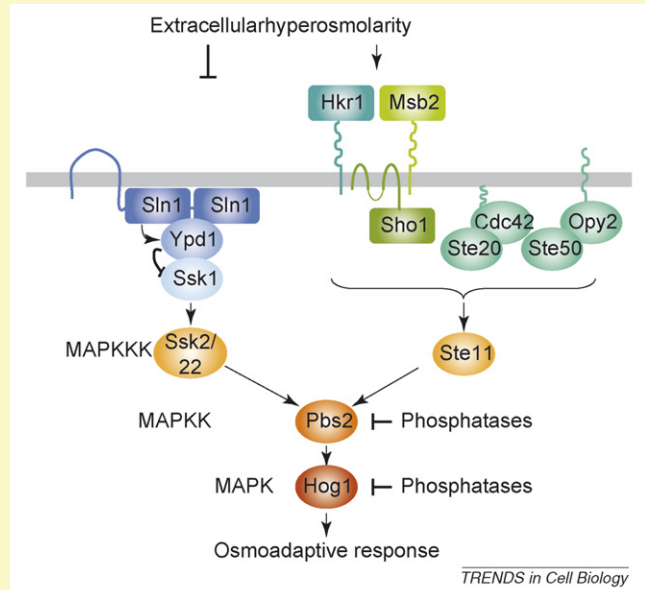 Extracellularhyperosmolarity
Hkr1
Msb2
Sln1
Sln1
Sho1
Cdc42
Opy2
Ypd1
Ste20
Ste50
Ssk1
MAPKKK
Ssk2/
22
Ste11
MAPKK
Pbs2
Phosphatases
MAPK
Hog1
Phosphatases
Osmoadaptive response
TRENDS in Cell Biology